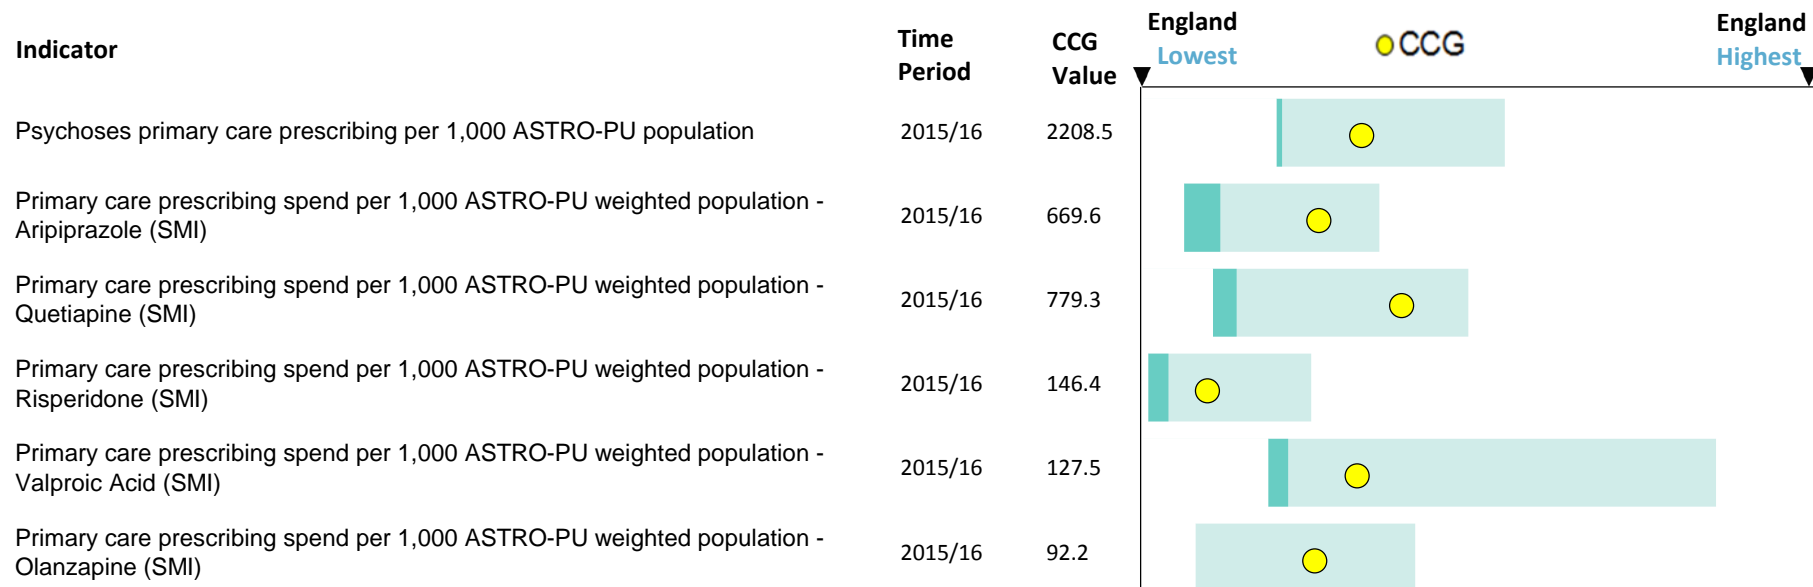 Indicator
Time
Period
CCG
Value
England
Lowest
CCG
England
Highest
Psychoses primary care prescribing per 1,000 ASTRO-PU population
2015/16
2208.5
Primary care prescribing spend per 1,000 ASTRO-PU weighted population -
Aripiprazole (SMI)
2015/16
669.6
Primary care prescribing spend per 1,000 ASTRO-PU weighted population -
Quetiapine (SMI)
2015/16
779.3
Primary care prescribing spend per 1,000 ASTRO-PU weighted population -
Risperidone (SMI)
2015/16
146.4
Primary care prescribing spend per 1,000 ASTRO-PU weighted population -
Valproic Acid (SMI)
2015/16
127.5
Primary care prescribing spend per 1,000 ASTRO-PU weighted population -
Olanzapine (SMI)
2015/16
92.2